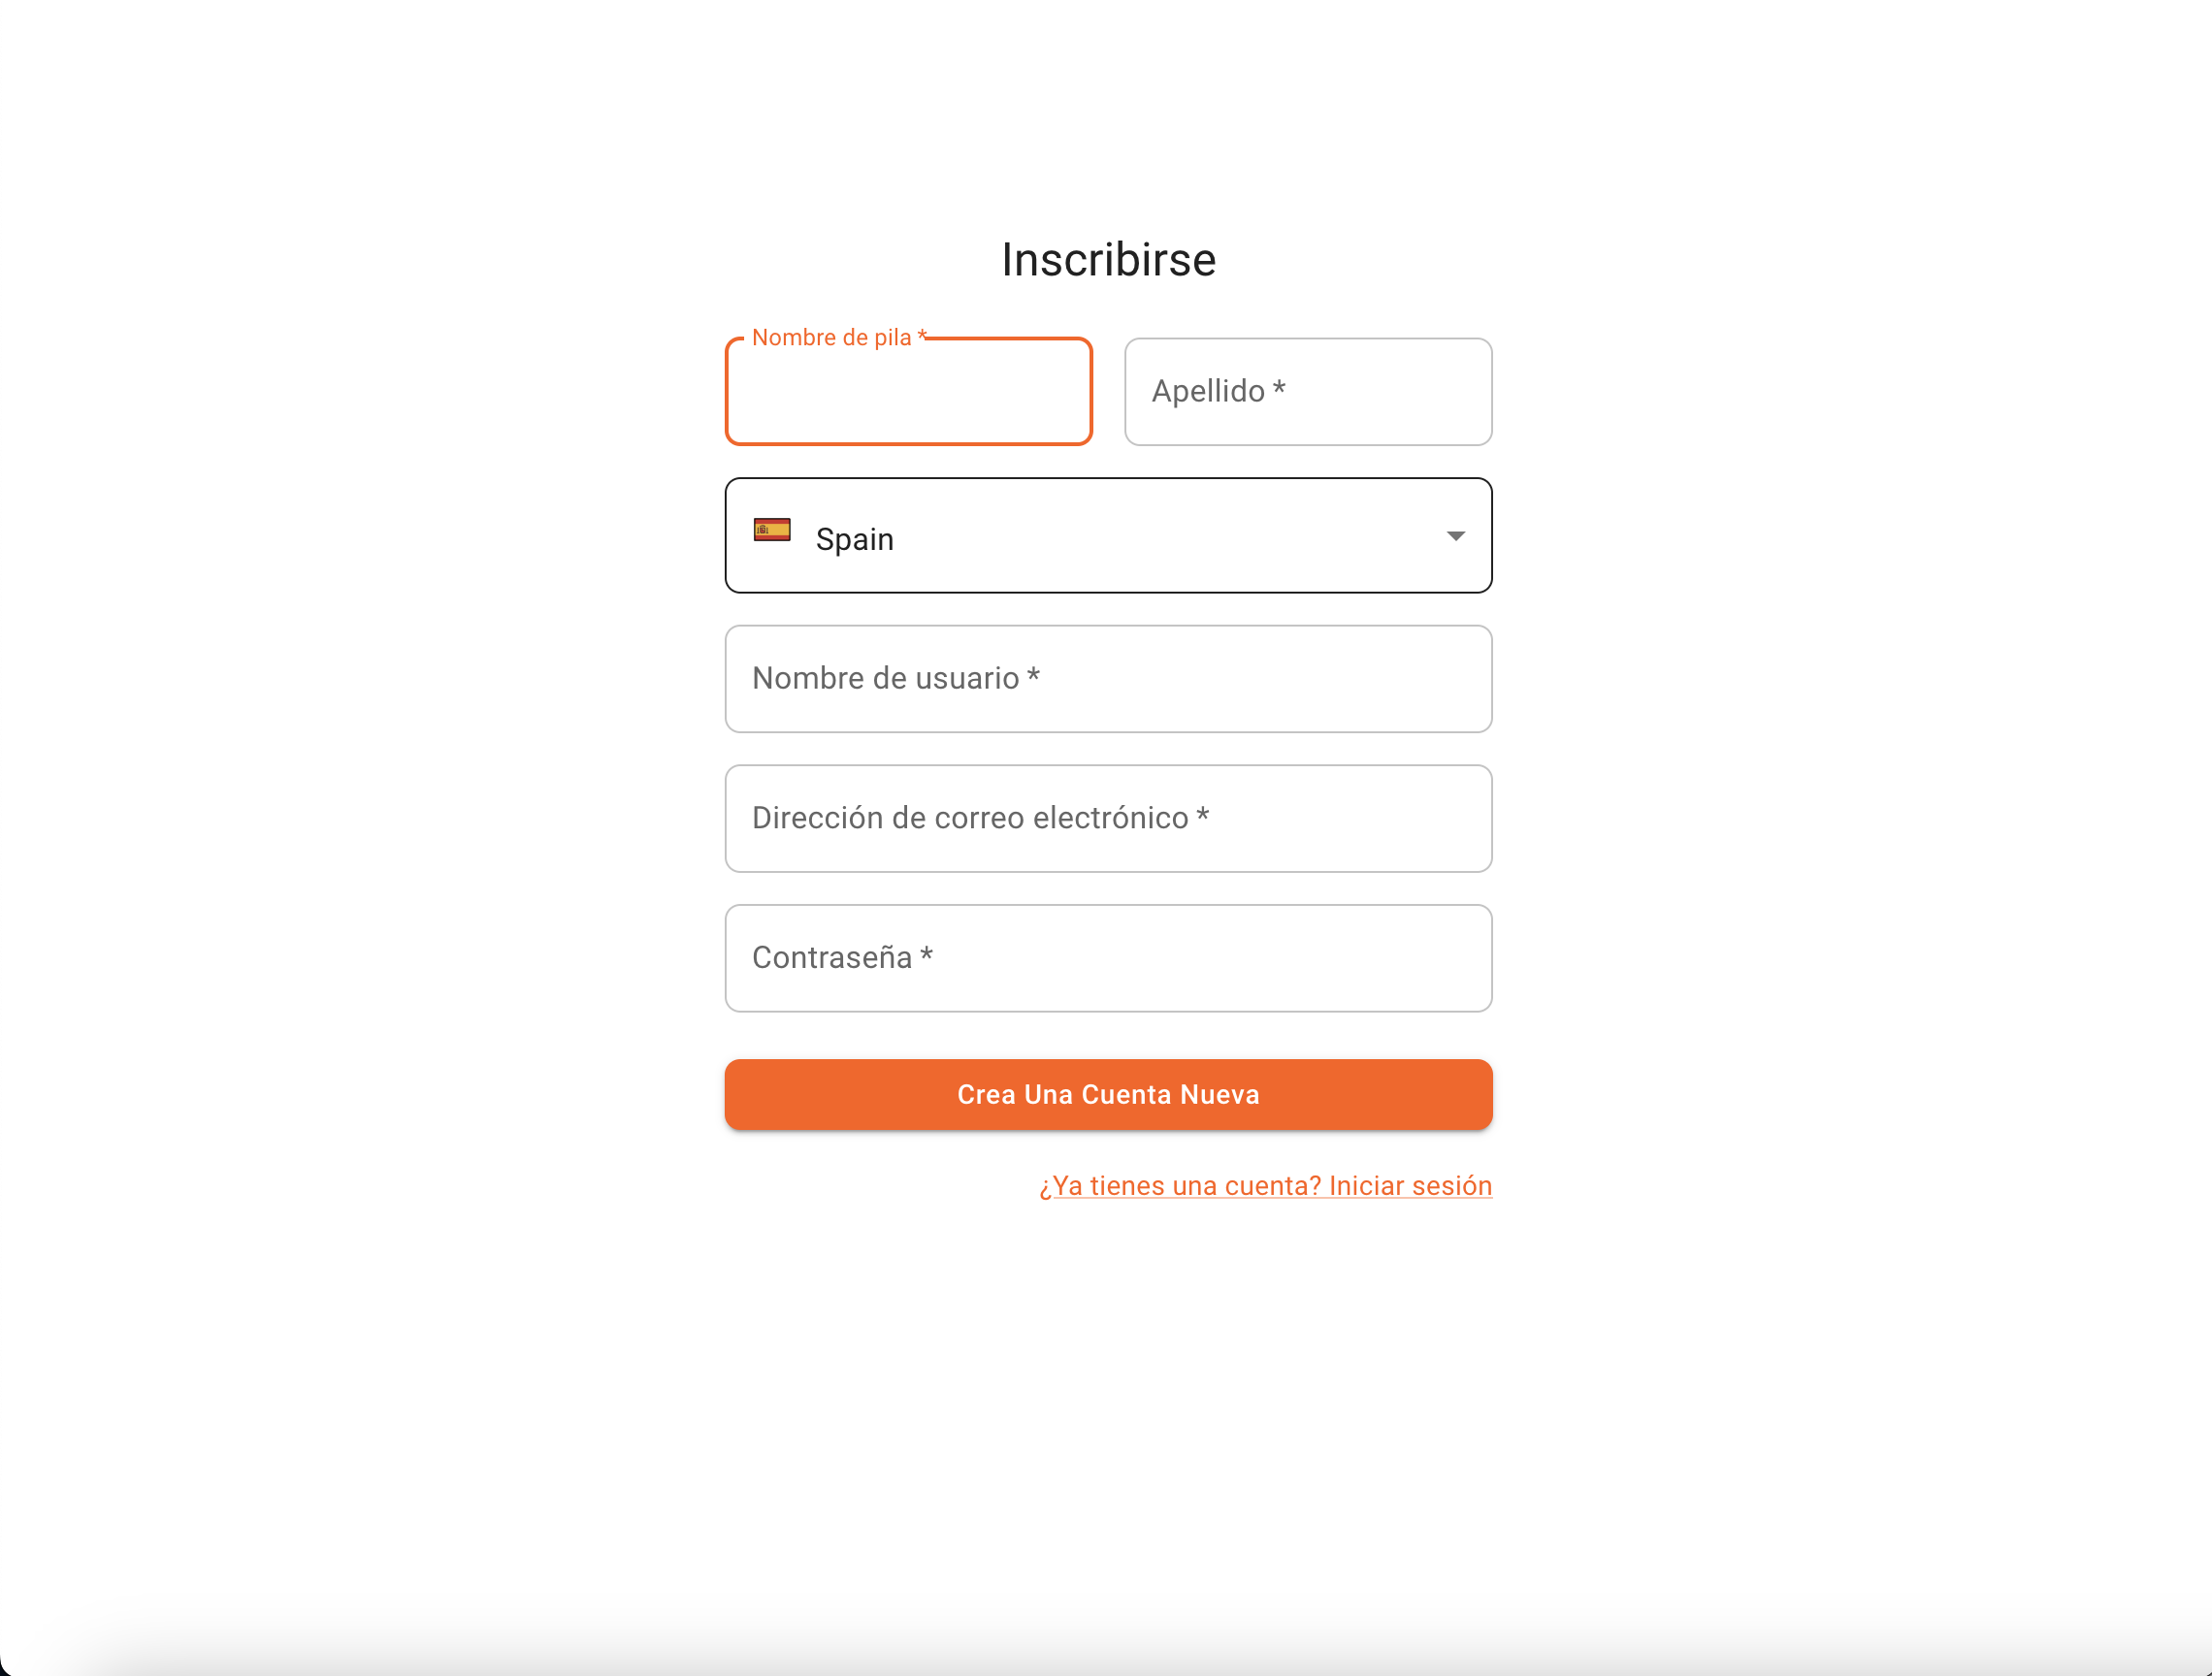 Inscribirse
Nombre de pila *
Apellido *
Spain
Nombre de usuario *
Dirección de correo electrónico *
Contraseña *
Crea Una Cuenta Nueva
¿Ya tienes una cuenta? Iniciar sesión